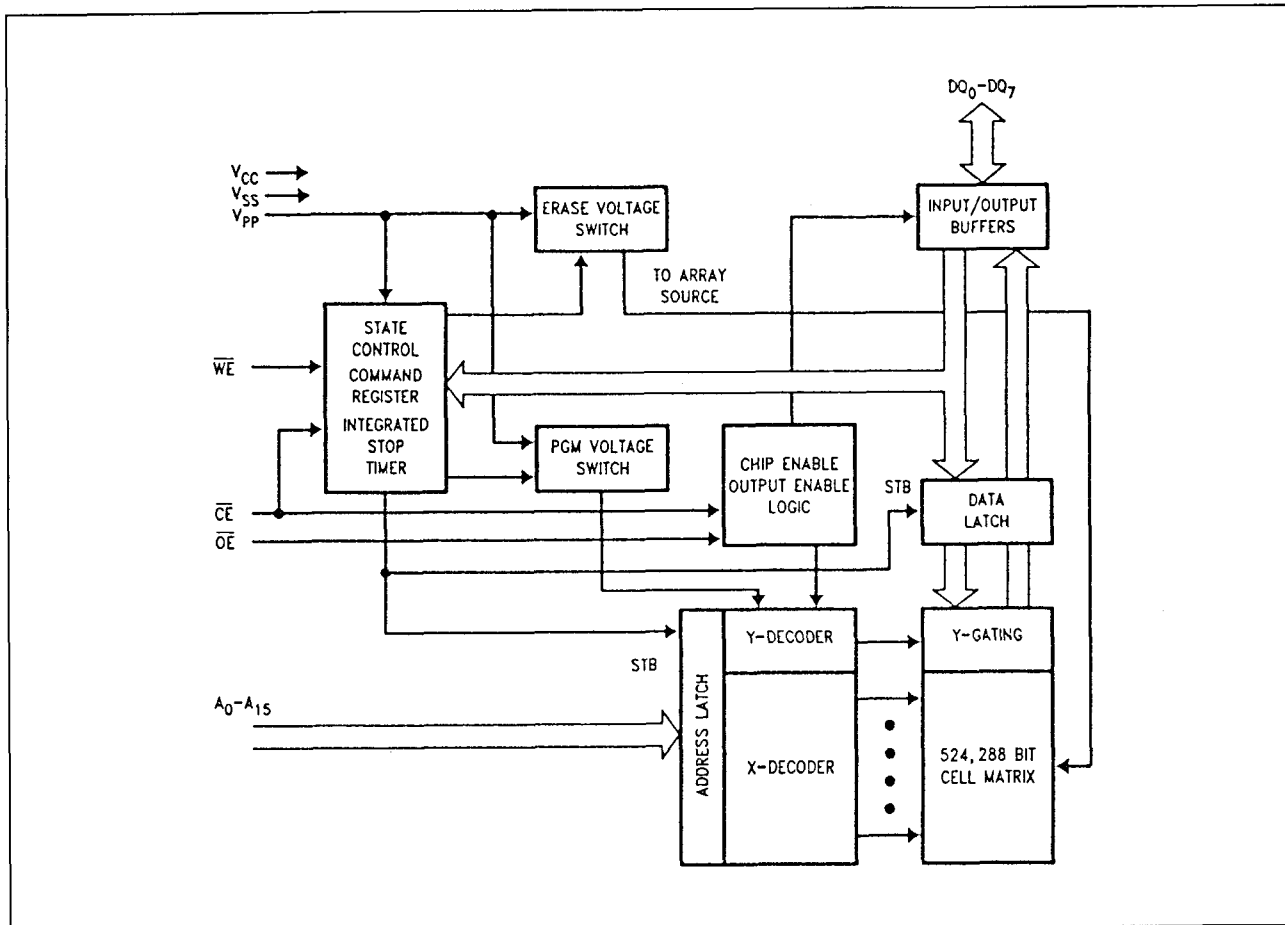 DQ0-DQ7
VCC
VSS
VPP
ERASE VOLTAGE
SWITCH
INPUT/OUTPUT
BUFFERS
TO ARRAY
SOURCE
STATE
CONTROL
COMMAND
REGISTER
INTEGRATED
STOP
TIMER
WE
PGM VOLTAGE
SWITCH
CHIP ENABLE
OUTPUT ENABLE
LOGIC
STB
DATA
LATCH
CE
OE
STB
ADDRESS LATCH
Y-DECODER
Y-GATING
A0-A15
X-DECODER
524,288 BIT
CELL MATRIX